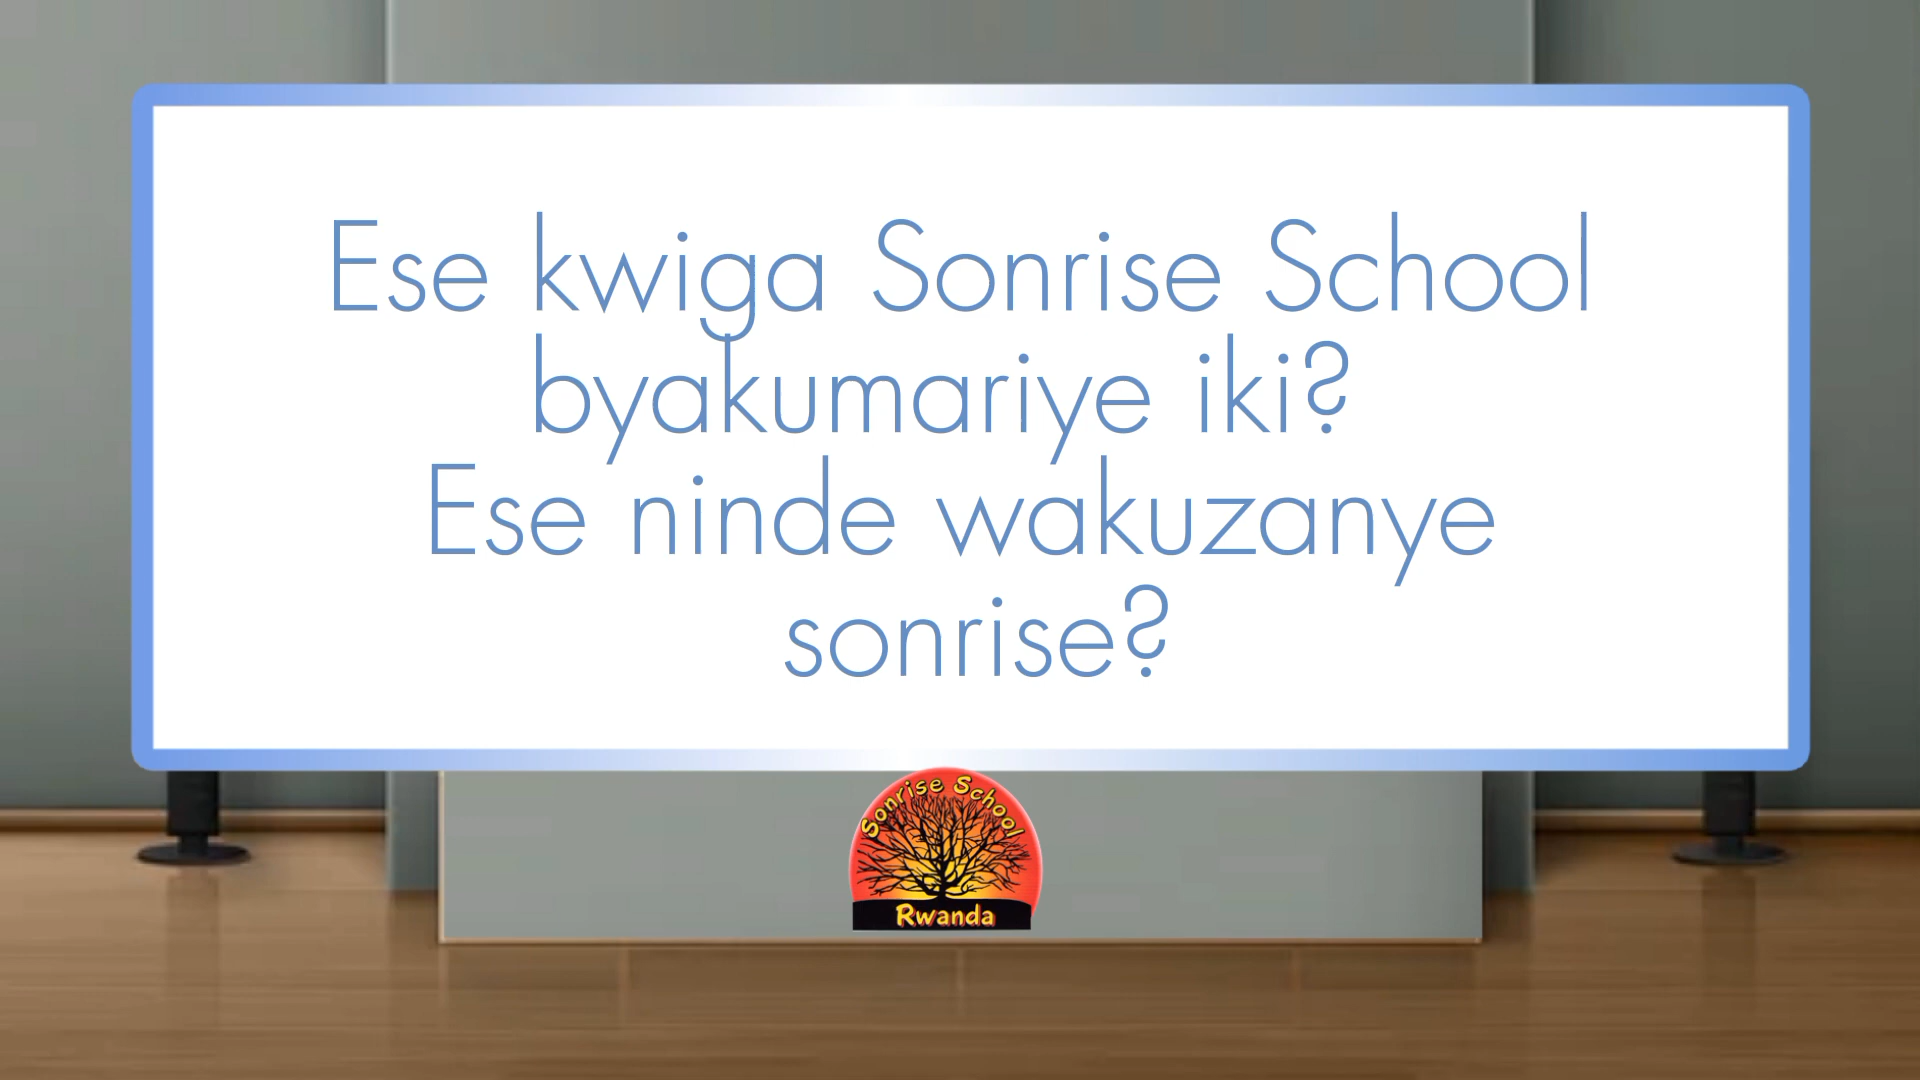 Ese kwiga Sonrise School
byakumariye iki?
Ese ninde wakuzanye
sonrise?
Sonrise School
Rwanda